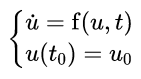 u̇ = f(u, t)
u(t₀) = u₀